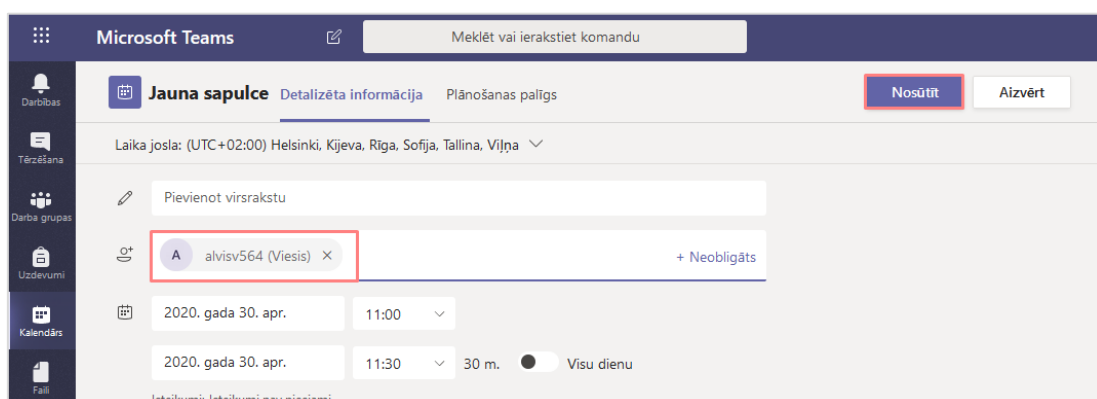 Microsoft Teams
Meklēt vai ierakstiet komandu
Darbības
Jauna sapulce Detalizēta informācija Plānošanas palīgs
Nosūtīt Aizvērt
Laika josla: (UTC+02:00) Helsinki, Kijeva, Rīga, Sofija, Tallina, Viļņa
Tērzēšana
Pievienot virsrakstu
Darba grupas
A alvisv564 (Viesis) × + Neobligāts
Uzdevumi
2020. gada 30. apr. 11:00
Kalendārs
2020. gada 30. apr. 11:30 30 m. Visu dienu
Faili